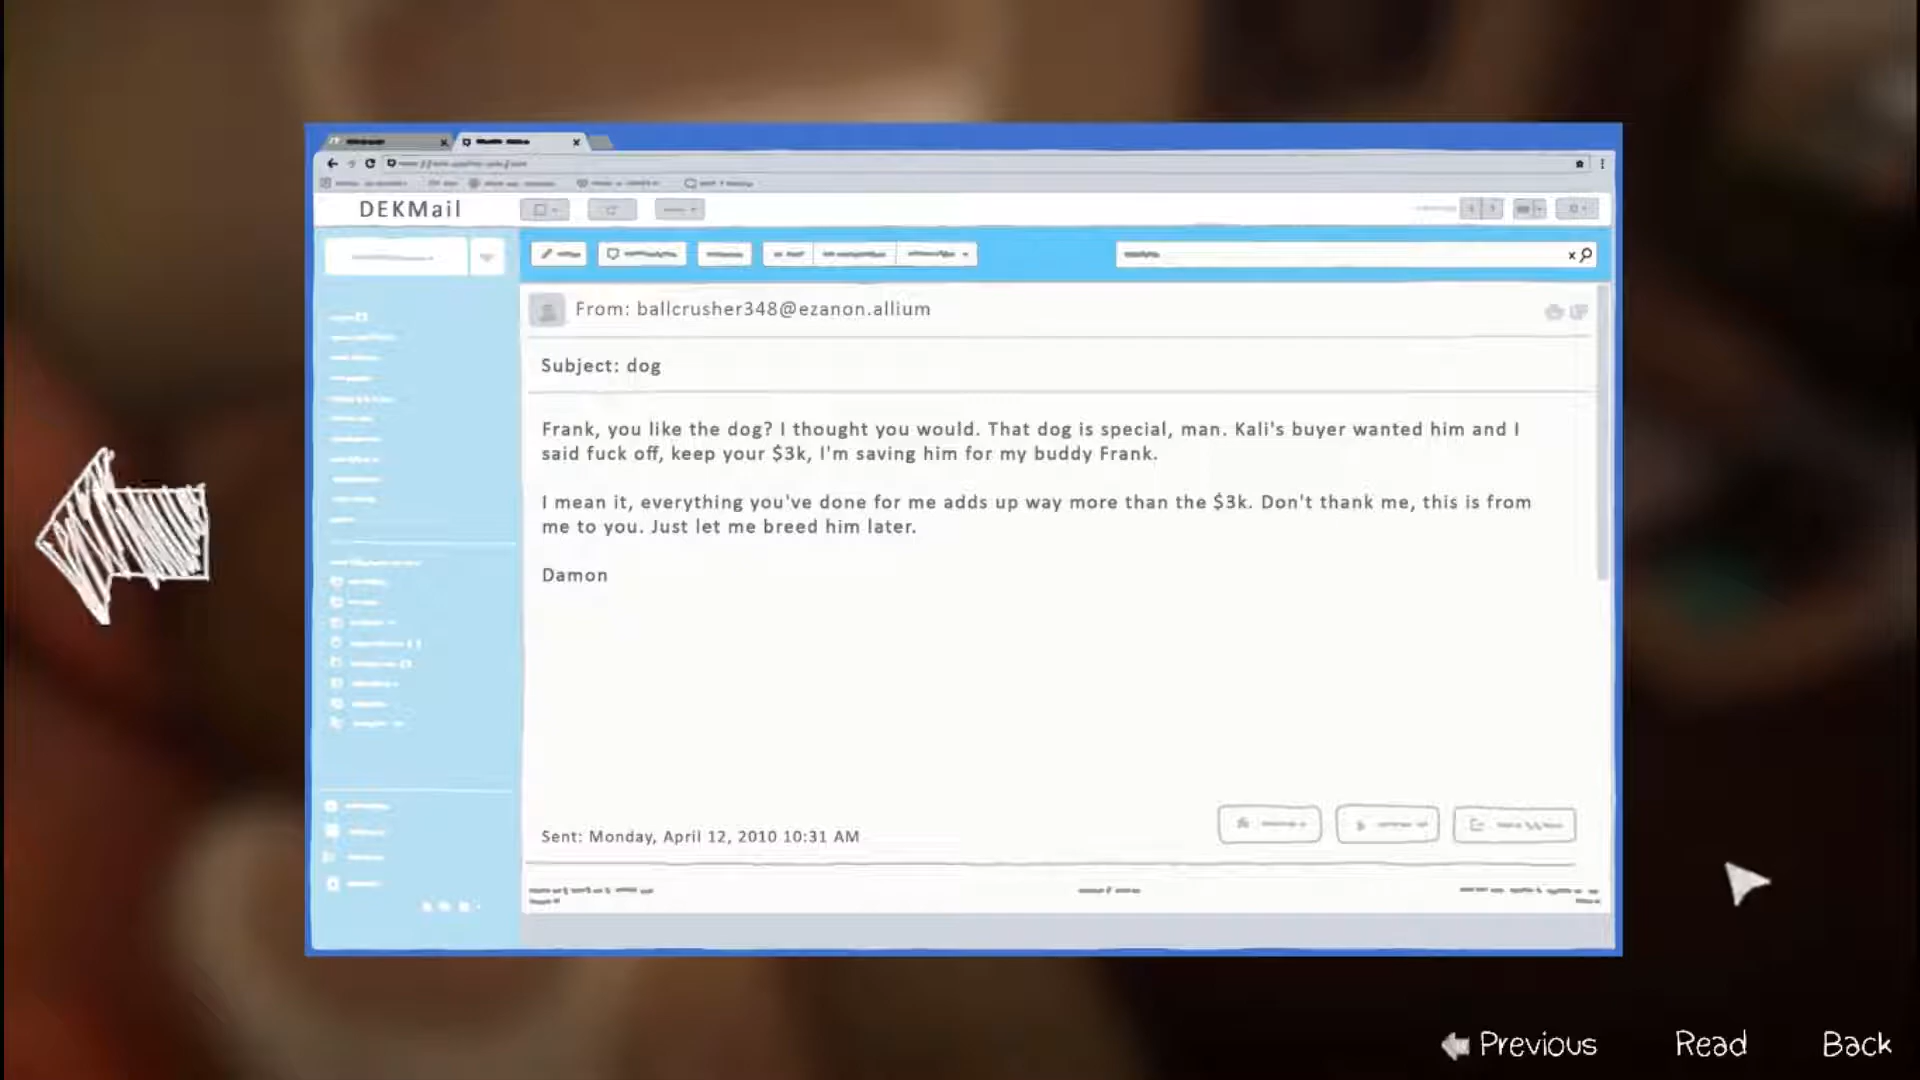 DEKMail
From: ballcrusher348@ezanon.allium
Subject: dog
Frank, you like the dog? I thought you would. That dog is special, man. Kali's buyer wanted him and I
said fuck off, keep your $3k, I'm saving him for my buddy Frank.
I mean it, everything you've done for me adds up way more than the $3k. Don't thank me, this is from
me to you. Just let me breed him later.
Damon
Sent: Monday, April 12, 2010 10:31 AM
Previous
Read
Back